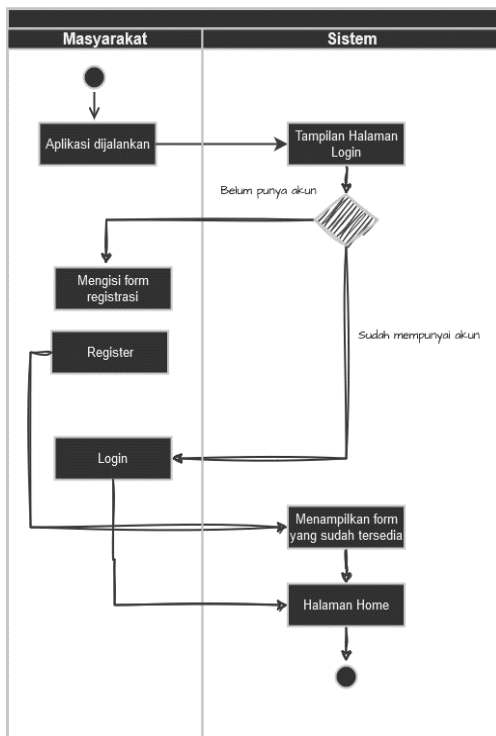 Masyarakat
Sistem
Aplikasi dijalankan
Tampilan Halaman
Login
Belum punya akun
Mengisi form
registrasi
Sudah mempunyai akun
Register
Login
Menampilkan form
yang sudah tersedia
Halaman Home